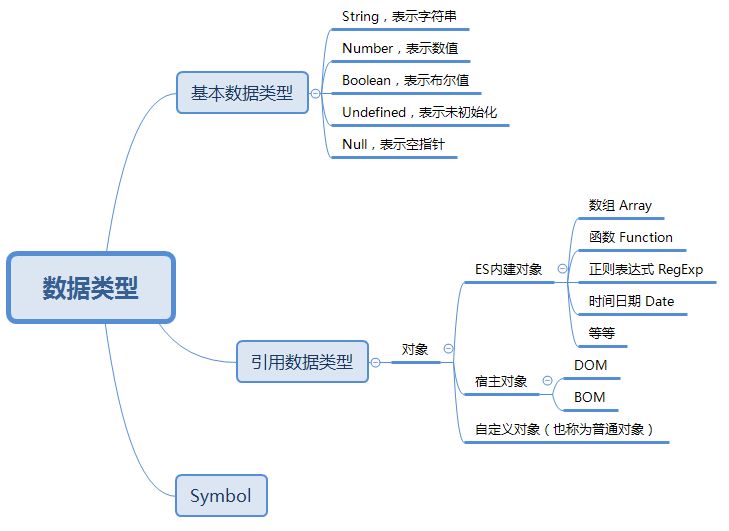 数据类型
基本数据类型
String，表示字符串
Number，表示数值
Boolean，表示布尔值
Undefined，表示未初始化
Null，表示空指针
引用数据类型
对象
ES内建对象
数组 Array
函数 Function
正则表达式 RegExp
时间日期 Date
等等
宿主对象
DOM
BOM
自定义对象（也称为普通对象）
Symbol